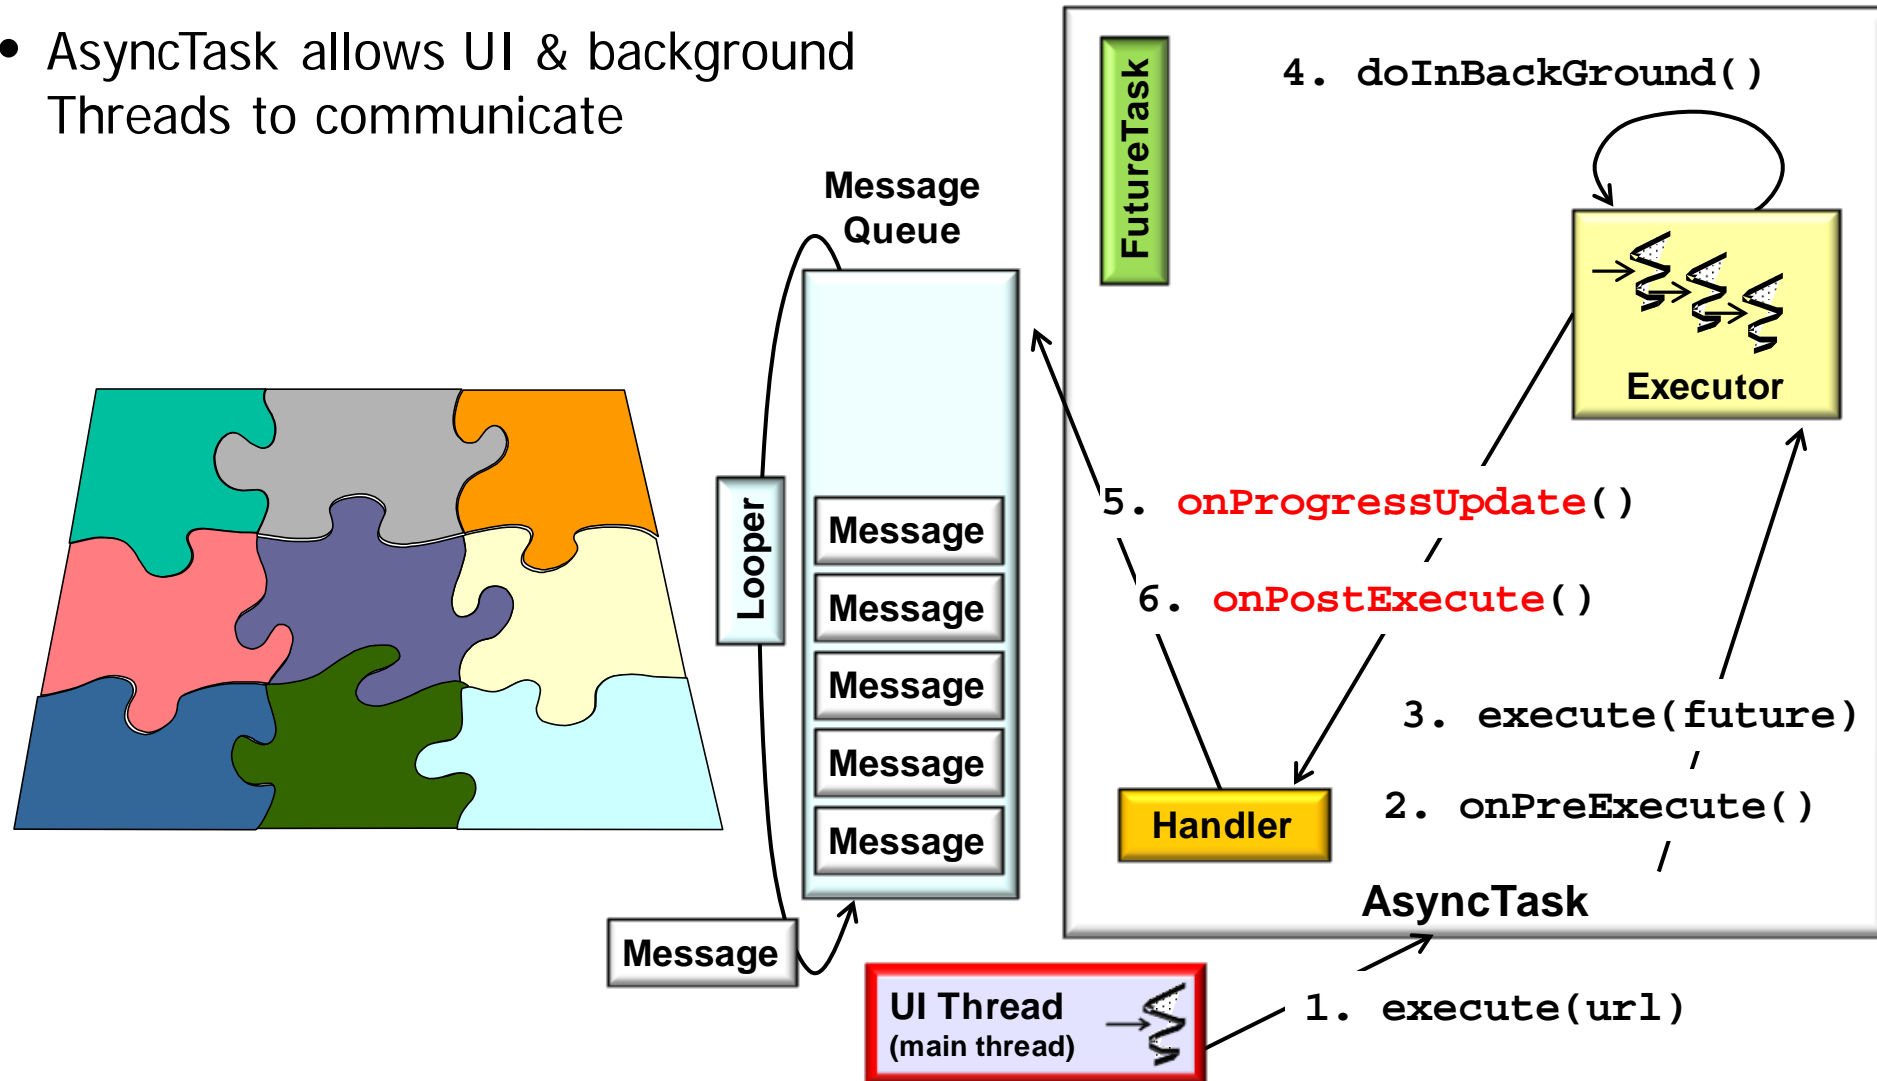 • AsyncTask allows UI & background
Threads to communicate
FutureTask
4. doInBackGround()
Message
Queue
Executor
Looper
Message
Message
Message
Message
Message
5. onProgressUpdate()
6. onPostExecute()
3. execute(future)
2. onPreExecute()
Handler
AsyncTask
Message
UI Thread
(main thread)
1. execute(url)